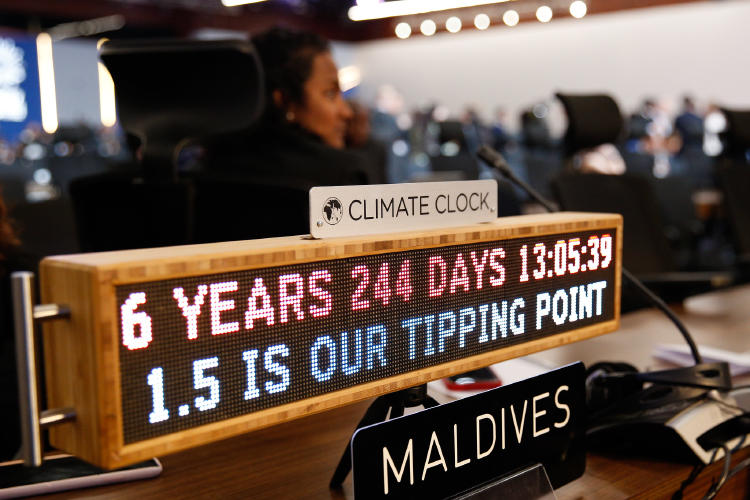 CLIMATE CLOCK
6 YEARS 244 DAYS 13:05:39
1.5 IS OUR TIPPING POINT
MALDIVES